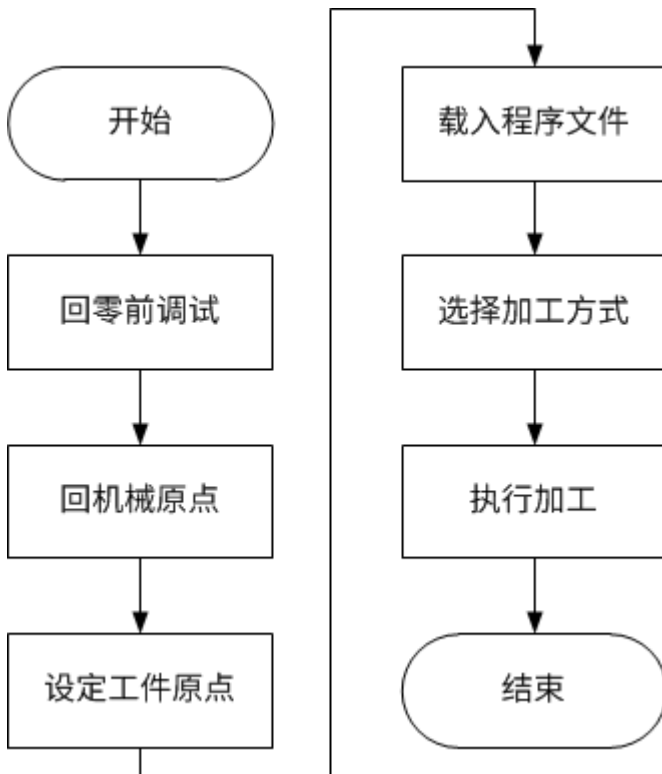 开始
回零前调试
回机械原点
设定工件原点
载入程序文件
选择加工方式
执行加工
结束